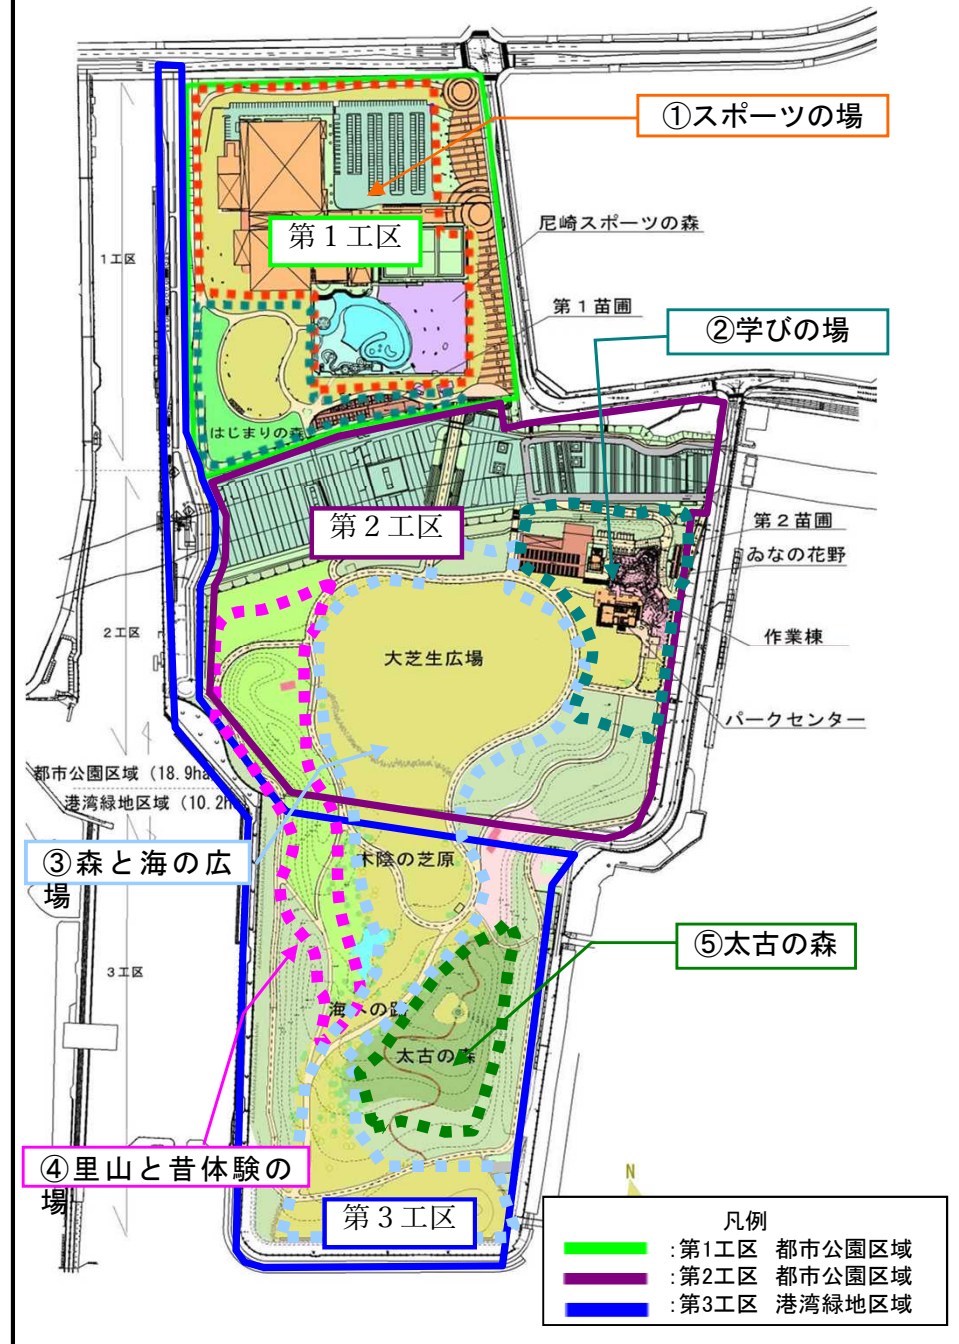 ①スポーツの場
尼崎スポーツの森
第１工区
1工区
第１苗圃
②学びの場
はじまりの森
第２工区
第２苗圃
ゐなの花野
2工区
作業棟
大芝生広場
パークセンター
都市公園区域（18.9ha
港湾緑地区域（10.2h
③森と海の広
場
木陰の芝原
⑤太古の森
3工区
海への路
太古の森
④里山と昔体験の
場
N
第３工区
凡例
:第1工区　都市公園区域
:第2工区　都市公園区域
:第3工区　港湾緑地区域